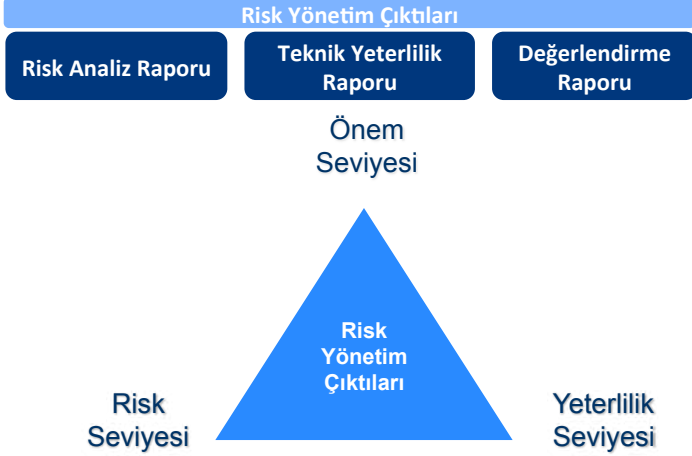 Risk Yönetim Çıktıları
Risk Analiz Raporu
Teknik Yeterlilik
Raporu
Değerlendirme
Raporu
Önem
Seviyesi
Risk
Yönetim
Çıktıları
Risk
Seviyesi
Yeterlilik
Seviyesi